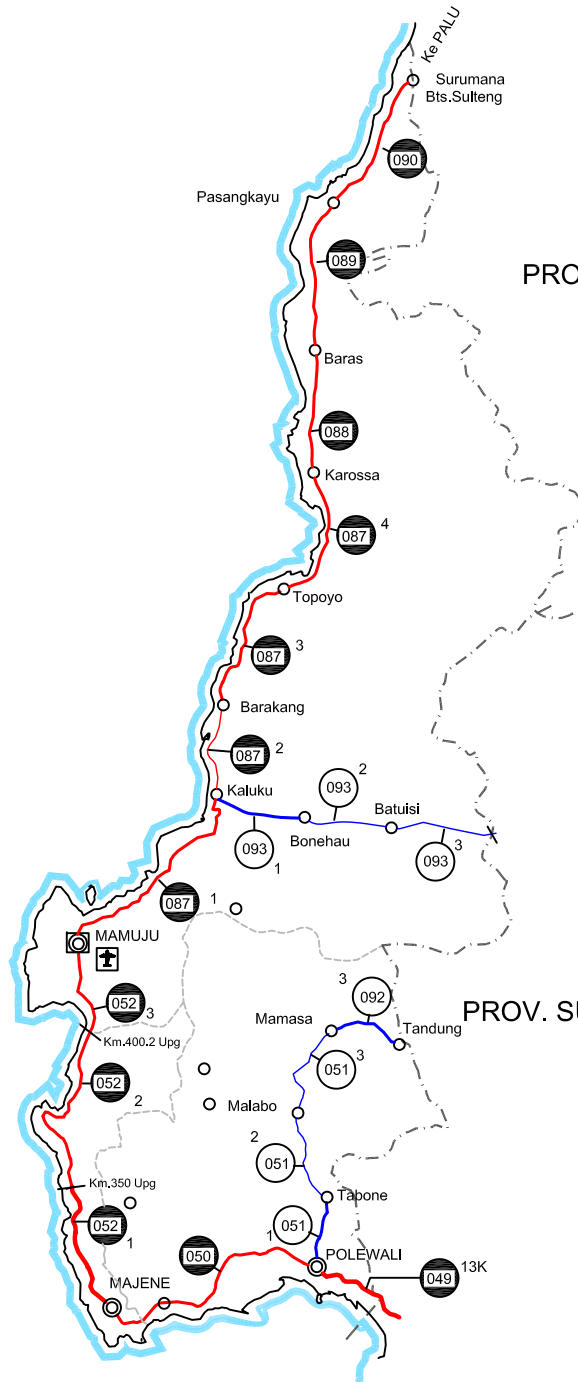 Ke PALU
Surumana
Bts.Sulteng
090
Pasangkayu
089
PRO
Baras
088
Karossa
087 4
Topoyo
087 3
Barakang
087 2
Kaluku
093 2
Batuisi
Bonehau
093 1
093 3
087 1
MAMUJU
052 3
092 3
PROV. SU
Mamasa
Tandung
Km.400.2 Upg
051 3
052 2
Malabo
051 2
Km.350 Upg
Tabone
052 1
051 1
050
POLEWALI
049 13K
MAJENE